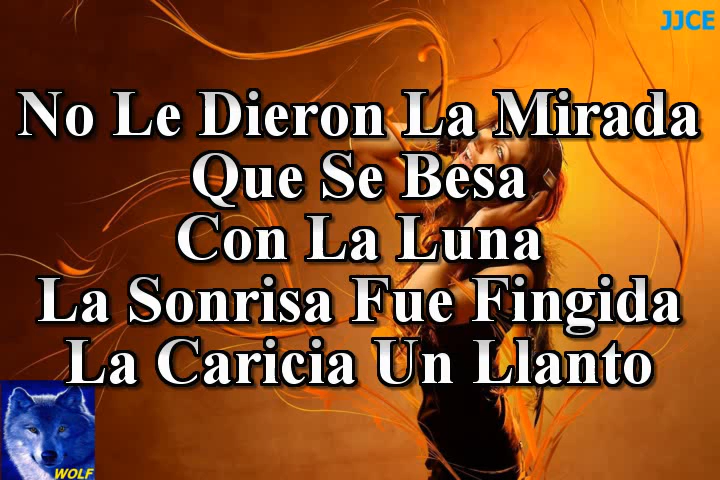 JJCE
No Le Dieron La Mirada
Que Se Besa
Con La Luna
La Sonrisa Fue Fingida
La Caricia Un Llanto
WOLF